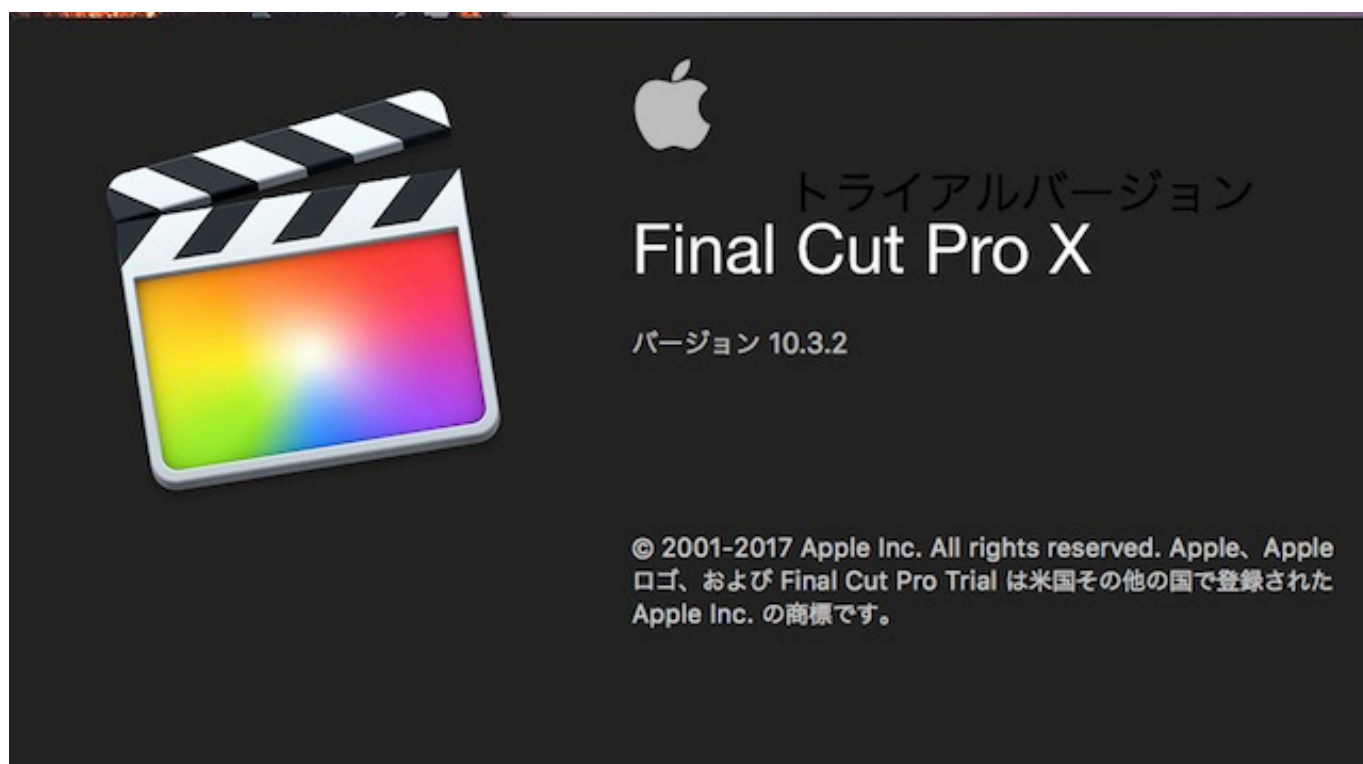 トライアルバージョン
Final Cut Pro X
バージョン 10.3.2
© 2001-2017 Apple Inc. All rights reserved. Apple、Apple
ロゴ、および Final Cut Pro Trial は米国その他の国で登録された
Apple Inc. の商標です。